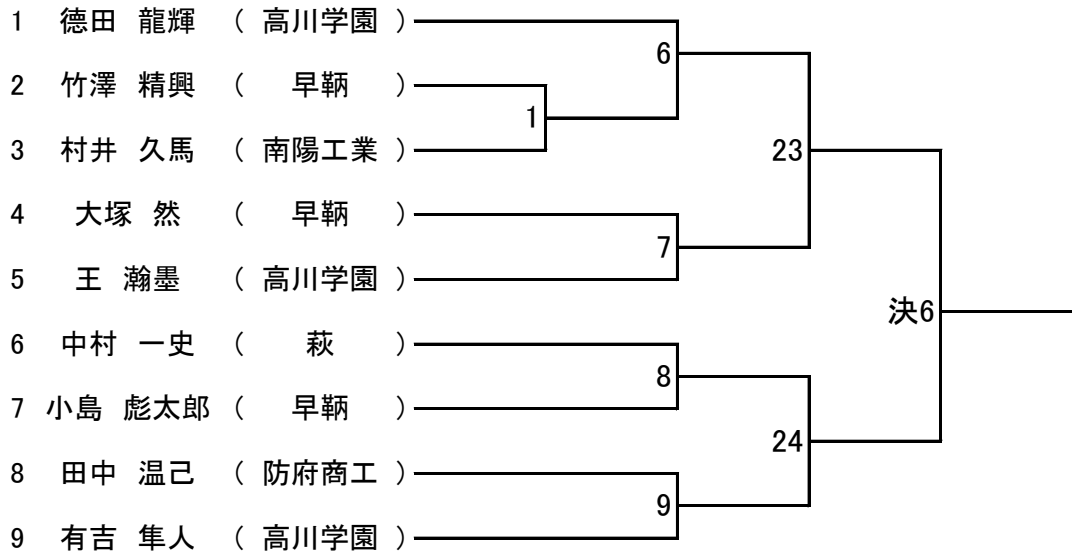 1 德田 龍輝 ( 高川学園 )
6
2 竹澤 精興 ( 早鞆 )
1
3 村井 久馬 ( 南陽工業 )
23
4 大塚 然 ( 早鞆 )
7
5 王 瀚墨 ( 高川学園 )
決6
6 中村 一史 ( 萩 )
8
7 小島 彪太郎 ( 早鞆 )
24
8 田中 温己 ( 防府商工 )
9
9 有吉 隼人 ( 高川学園 )